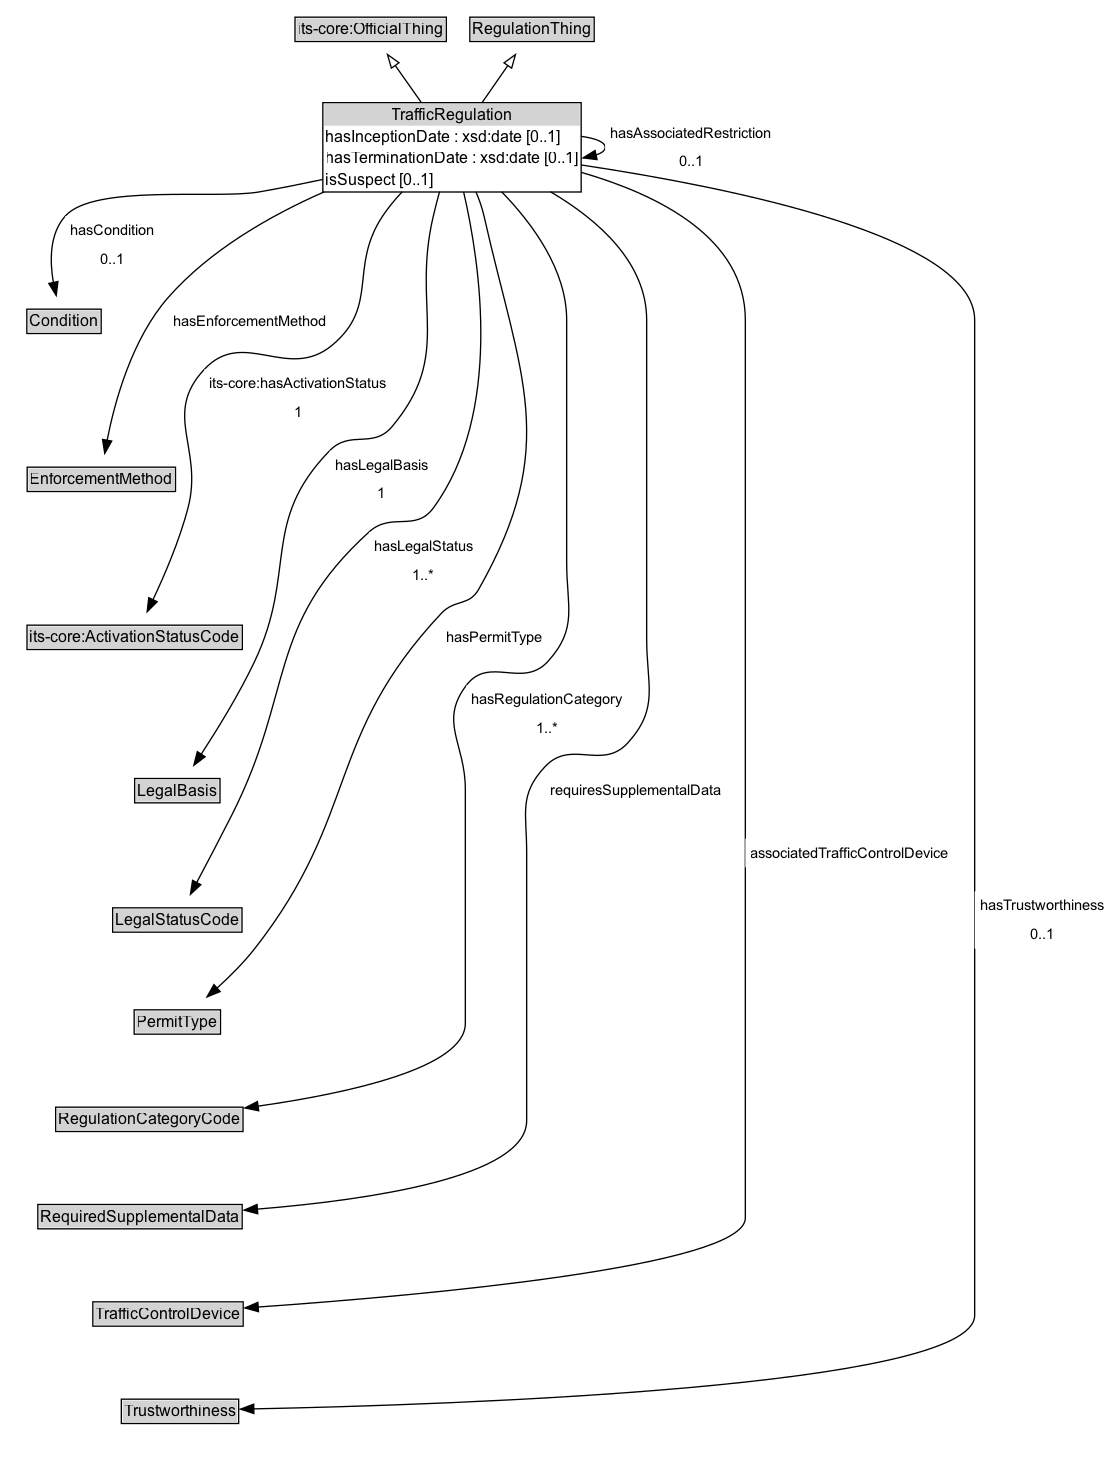 its-core:OfficialThing
RegulationThing
TrafficRegulation
hasInceptionDate : xsd:date [0..1]
hasTerminationDate : xsd:date [0..1]
isSuspect [0..1]
hasAssociatedRestriction
0..1
hasCondition
0..1
Condition
hasEnforcementMethod
its-core:hasActivationStatus
1
hasLegalBasis
1
EnforcementMethod
hasLegalStatus
1..*
its-core:ActivationStatusCode
hasPermitType
hasRegulationCategory
1..*
LegalBasis
requiresSupplementalData
associatedTrafficControlDevice
hasTrustworthiness
0..1
LegalStatusCode
PermitType
RegulationCategoryCode
RequiredSupplementalData
TrafficControlDevice
Trustworthiness